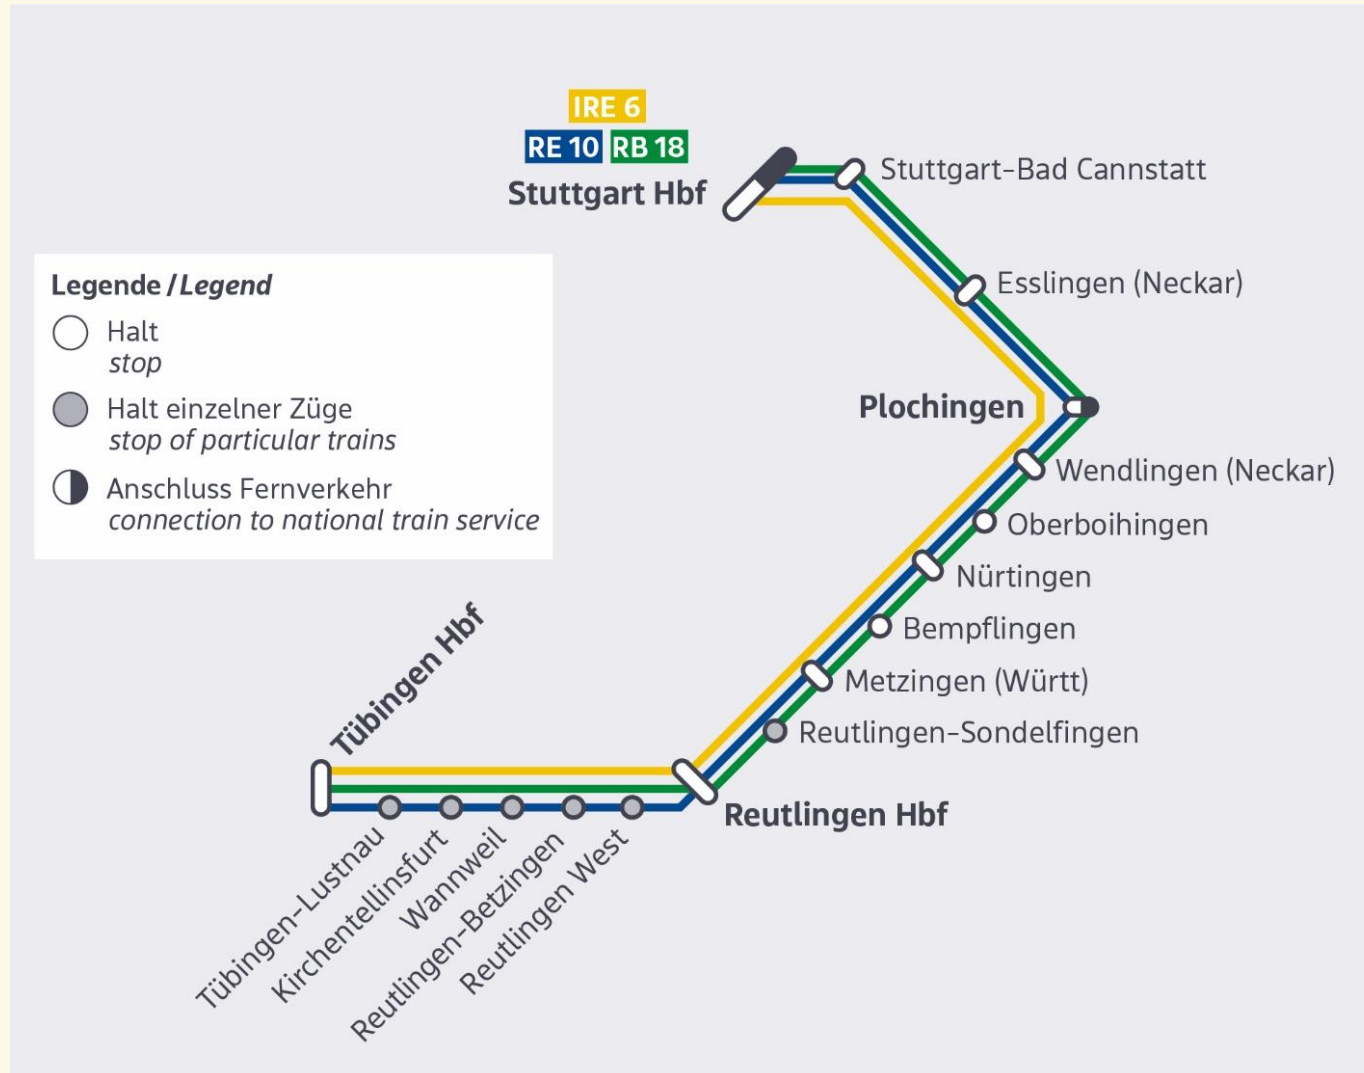 IRE 6
RE 10 RB 18
Stuttgart Hbf
Stuttgart-Bad Cannstatt
Esslingen (Neckar)
Plochingen
Wendlingen (Neckar)
Oberboihingen
Nürtingen
Bempflingen
Metzingen (Württ)
Reutlingen-Sondelfingen
Reutlingen Hbf
Legende / Legend
Halt
stop
Halt einzelner Züge
stop of particular trains
Anschluss Fernverkehr
connection to national train service
Tübingen Hbf
Tübingen-Lustnau
Kirchentellinsfurt
Wannweil
Reutlingen-Betzingen
Reutlingen West